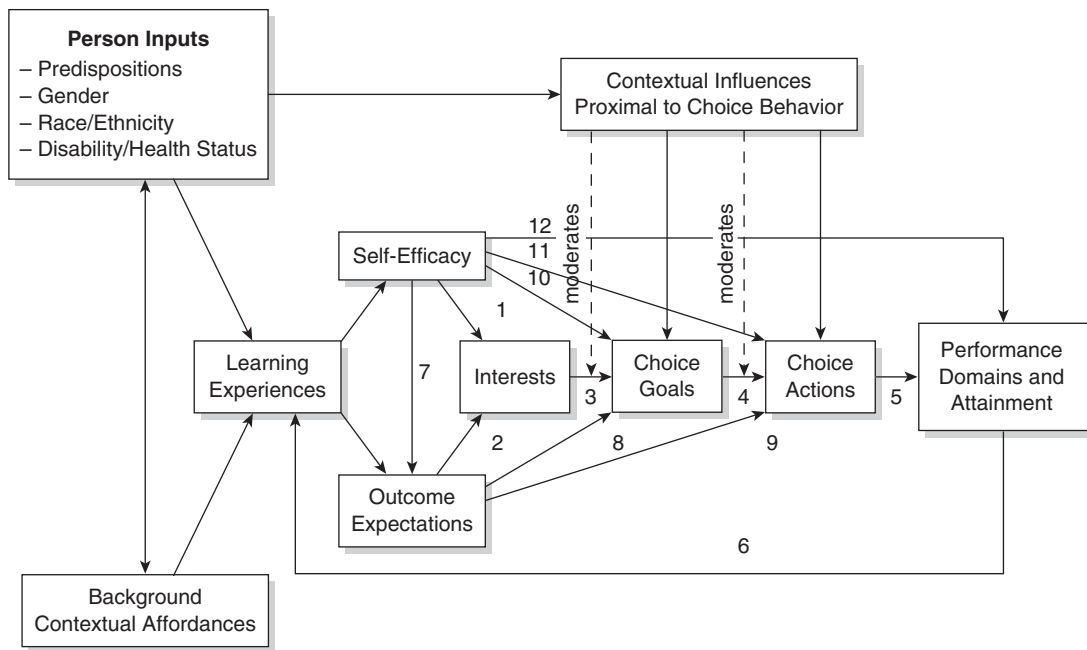 Person Inputs
– Predispositions
– Gender
– Race/Ethnicity
– Disability/Health Status
Contextual Influences
Proximal to Choice Behavior
moderates
moderates
12
11
10
Self-Efficacy
1
Learning
Experiences
7
Interests
3
Choice
Goals
4
Choice
Actions
5
Performance
Domains and
Attainment
2
8
9
Outcome
Expectations
6
Background
Contextual Affordances